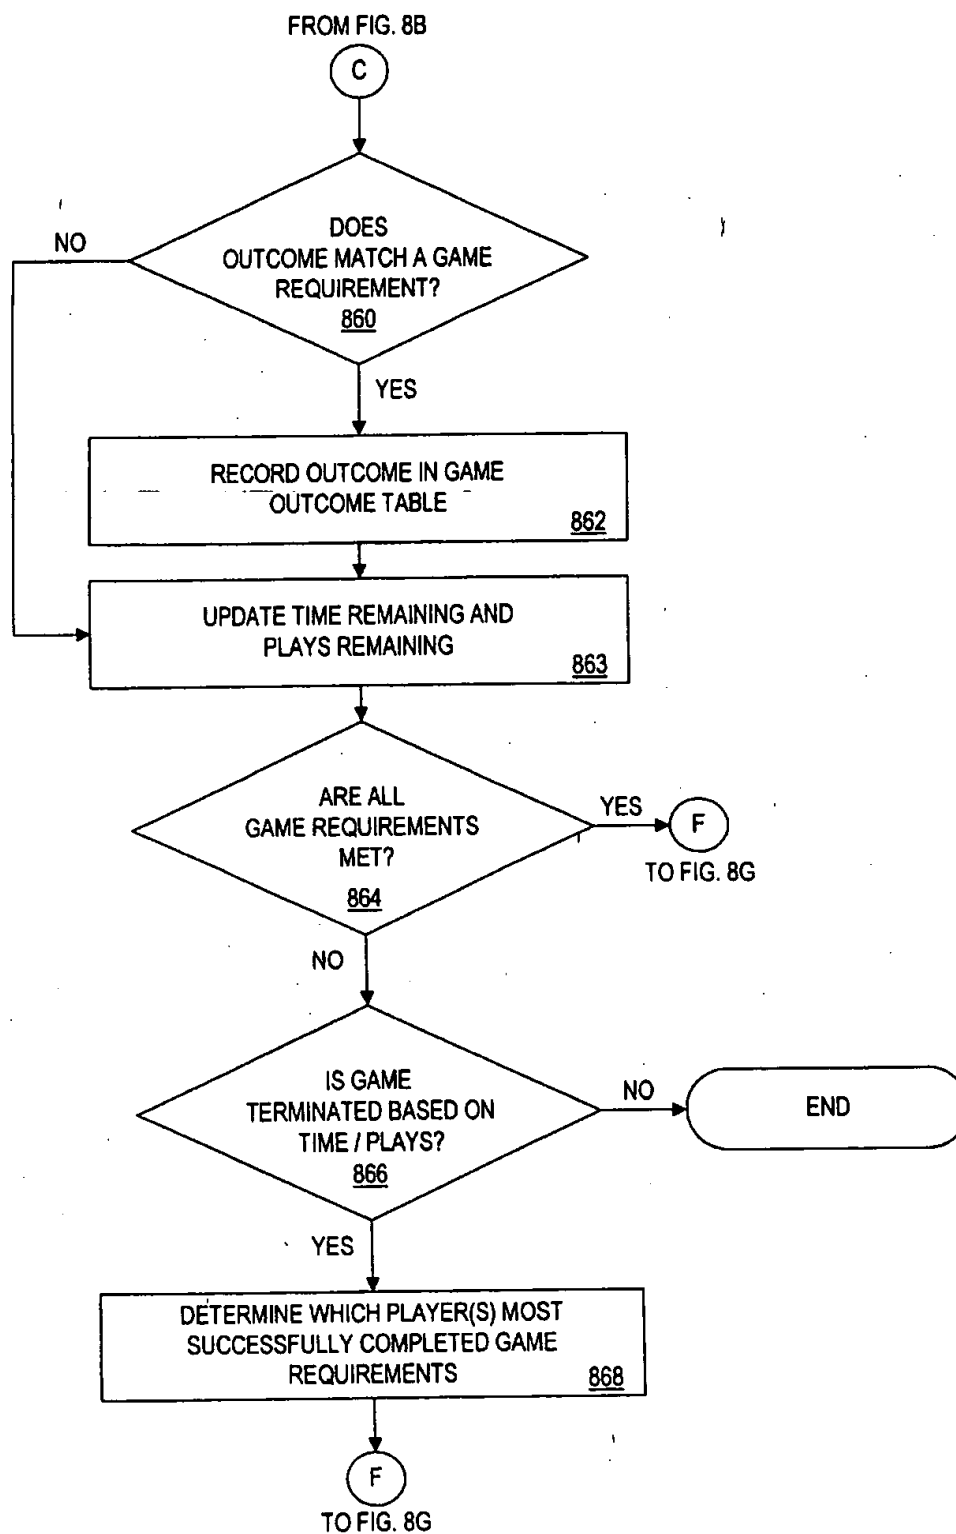 FROM FIG. 8B
C
DOES
OUTCOME MATCH A GAME
REQUIREMENT?
860
NO
YES
RECORD OUTCOME IN GAME
OUTCOME TABLE
862
UPDATE TIME REMAINING AND
PLAYS REMAINING
863
ARE ALL
GAME REQUIREMENTS
MET?
864
YES
F
TO FIG. 8G
NO
IS GAME
TERMINATED BASED ON
TIME / PLAYS?
866
NO
END
YES
DETERMINE WHICH PLAYER(S) MOST
SUCCESSFULLY COMPLETED GAME
REQUIREMENTS
868
F
TO FIG. 8G